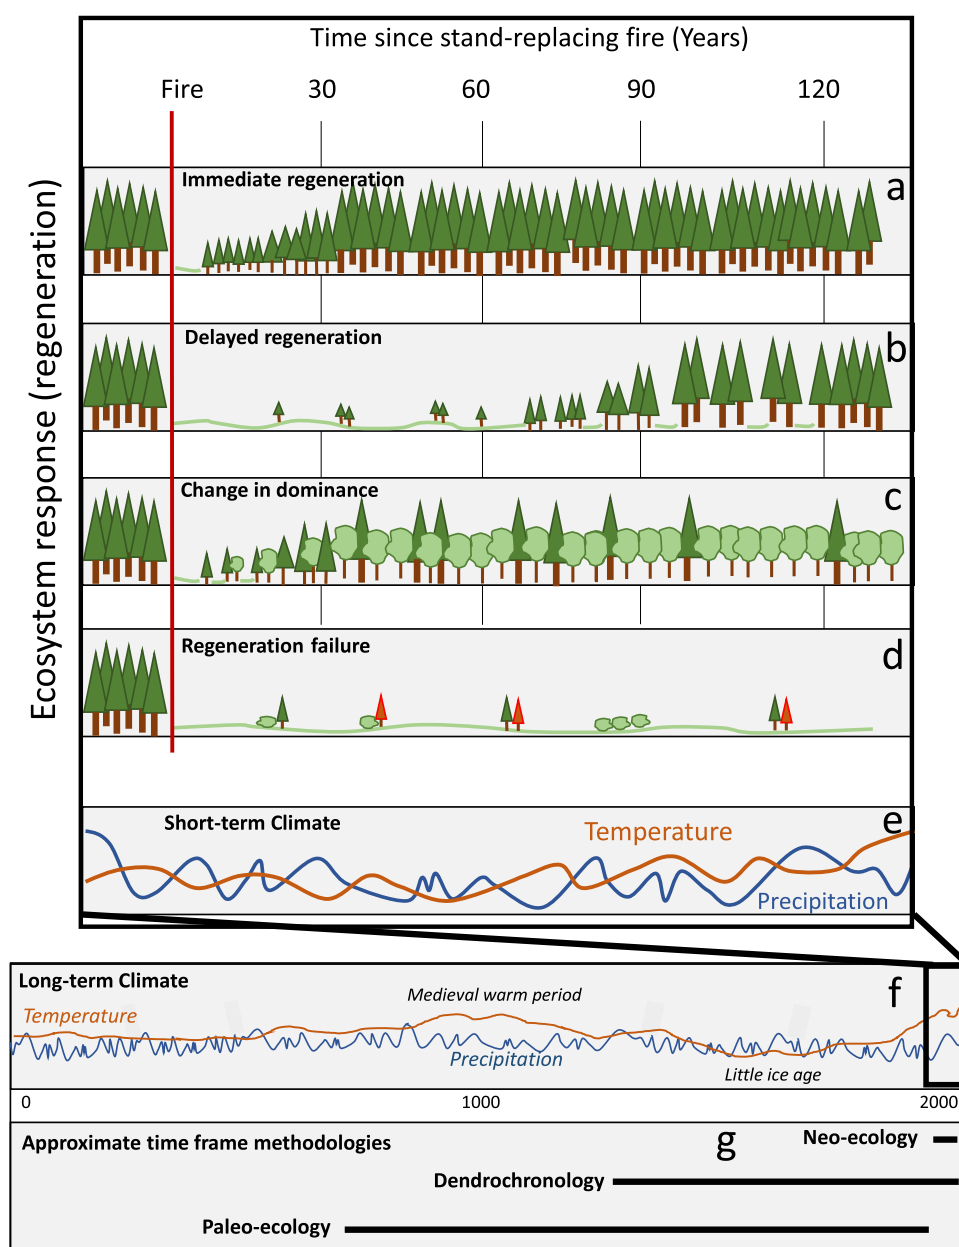 Time since stand-replacing fire (Years)
Fire 30 60 90 120
Ecosystem response (regeneration)
Immediate regeneration a
Delayed regeneration b
Change in dominance c
Regeneration failure d
Short-term Climate e
Temperature
Precipitation
Long-term Climate f
Medieval warm period
Temperature
Precipitation
Little ice age
0 1000 2000
Approximate time frame methodologies g
Neo-ecology
Dendrochronology
Paleo-ecology